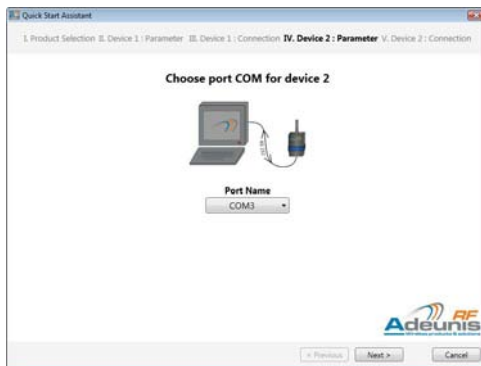 Quick Start Assistant
I. Product Selection II. Device 1 : Parameter III. Device 1 : Connection IV. Device 2 : Parameter V. Device 2 : Connection
Choose port COM for device 2
Port Name
COM3
Adeunis RF
< Previous Next > Cancel